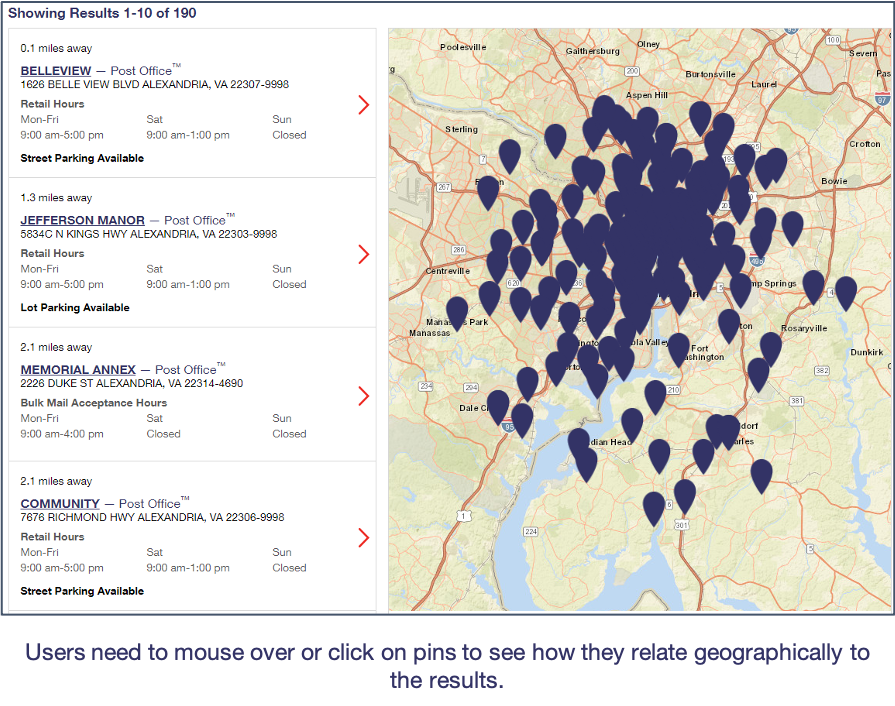 Showing Results 1-10 of 190
0.1 miles away
BELLEVIEW — Post Office™
1626 BELLE VIEW BLVD ALEXANDRIA, VA 22307-9998
Retail Hours
Mon-Fri Sat Sun
9:00 am-5:00 pm 9:00 am-1:00 pm Closed
Street Parking Available
1.3 miles away
JEFFERSON MANOR — Post Office™
5834C N KINGS HWY ALEXANDRIA, VA 22303-9998
Retail Hours
Mon-Fri Sat Sun
9:00 am-5:00 pm 9:00 am-1:00 pm Closed
Lot Parking Available
2.1 miles away
MEMORIAL ANNEX — Post Office™
2226 DUKE ST ALEXANDRIA, VA 22314-4690
Bulk Mail Acceptance Hours
Mon-Fri Sat Sun
9:00 am-4:00 pm Closed Closed
2.1 miles away
COMMUNITY — Post Office™
7676 RICHMOND HWY ALEXANDRIA, VA 22306-9998
Retail Hours
Mon-Fri Sat Sun
9:00 am-5:00 pm 9:00 am-1:00 pm Closed
Street Parking Available
Poolesville
Olney
Gaithersburg
100
Severn
200
Burtonsville
Laurel
Aspen Hill
97
Sterling
Crofton
7
193
267
Bowie
286
Centreville
620
Manassas Park
Manassas
Rosaryville
Dunkirk
Fort
382
234
294
210
381
Dale
95
1
301
224
5
Users need to mouse over or click on pins to see how they relate geographically to
the results.